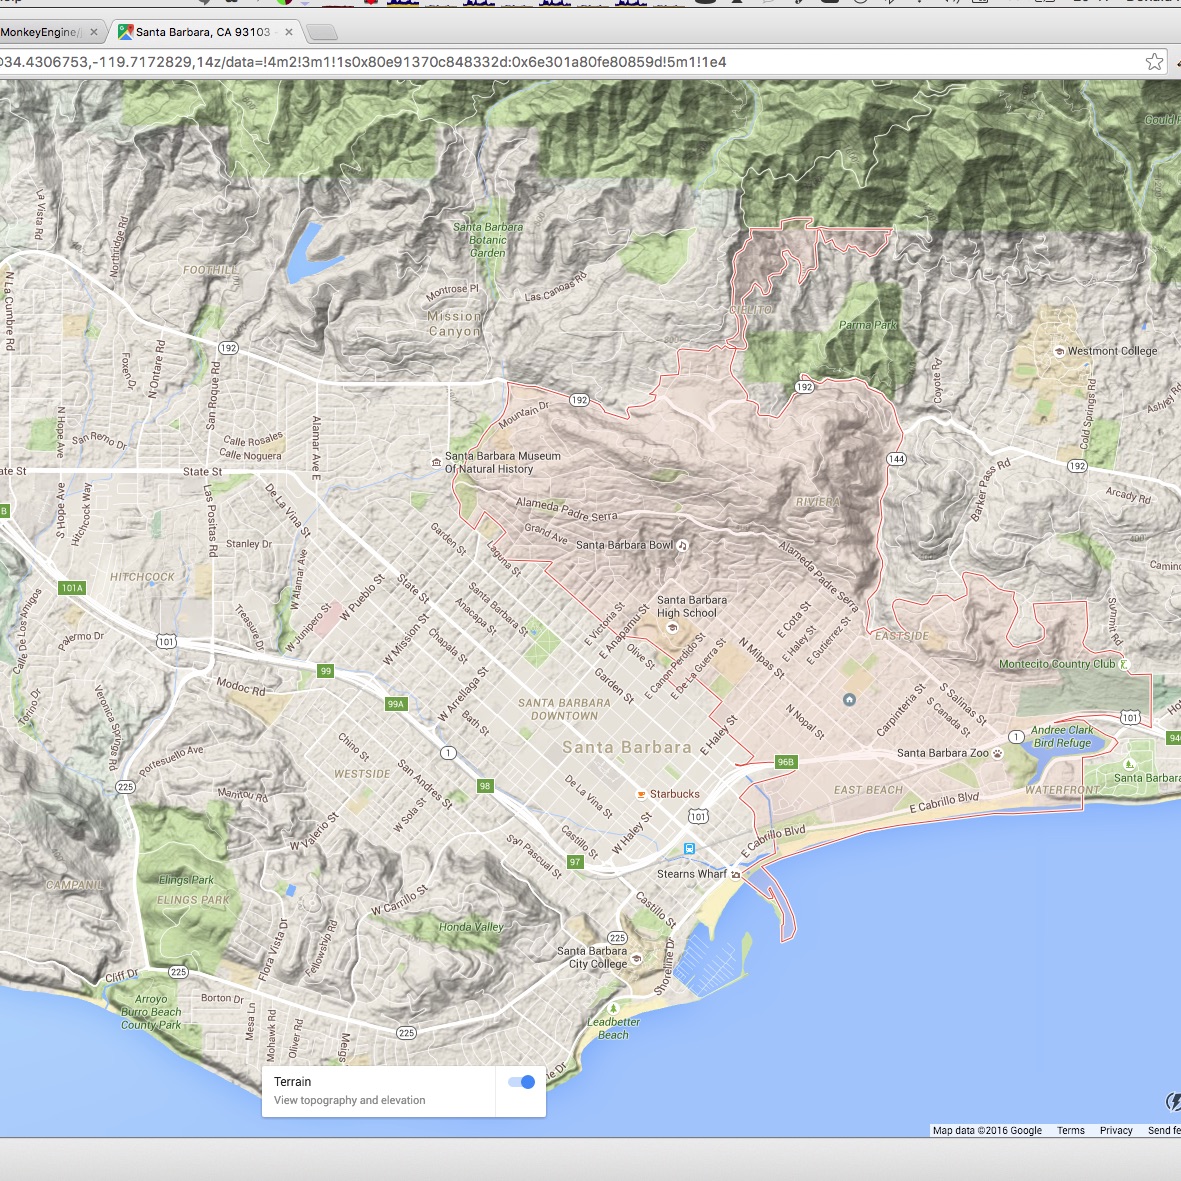 MonkeyEngine/
Santa Barbara, CA 93103
34.4306753,-119.7172829,14z/data=!4m2!3m1!1s0x80e91370c848332d:0x6e301a80fe80859d!5m1!1e4
La Vista Rd
Northridge Rd
N La Cumbre Rd
FOOTHILL
Santa Barbara
Botanic
Garden
Montrose Pl
Las Canoas Rd
Mission
Canyon
CIELITO
Parma Park
Westmont College
Coyote Rd
Cold Springs Rd
Ashley Rd
192
192
192
192
144
Foxen Dr
N Ontare Rd
San Roque Rd
N Hope Ave
San Remo Dr
Calle Rosales
Calle Noguera
Alamar Ave E
Mountain Dr
Santa Barbara Museum
Of Natural History
ate St
State St
Barker Pass Rd
Arcady Rd
RIVIERA
B
S Hope Ave
Hitchcock Way
Las Positas Rd
De La Vina St
Stanley Dr
Garden St
Laguna St
Alameda Padre Serra
Grand Ave
Santa Barbara Bowl
Alameda Padre Serra
HITCHCOCK
101A
W Alamar Ave
W Pueblo St
State St
Anacapa St
Santa Barbara St
Santa Barbara
High School
Camino
Calle De Los Amigos
Palermo Dr
101
Treasure Dr
W Junipero St
W Mission St
Chapala St
E Victoria St
E Anapamu St
Olive St
N Milpas St
E Cota St
E Haley St
E Gutierrez St
EASTSIDE
Summit Rd
Montecito Country Club
99
Modoc Rd
99A
W Arrellaga St
Bath St
Garden St
E Canon Perdido St
E De La Guerra St
Torino Dr
Veronica Springs Rd
SANTA BARBARA
DOWNTOWN
Santa Barbara
E Haley St
N Nopal St
Carpinteria St
S Salinas St
S Canada St
101
94
Andree Clark
Bird Refuge
1
Santa Barbara Zoo
Portesuello Ave
Chino St
1
WESTSIDE
San Andres St
96B
225
Manitou Rd
98
De La Vina St
Starbucks
EAST BEACH
E Cabrillo Blvd
WATERFRONT
Santa Barbara
W Valerio St
W Sola St
101
Castillo St
W Haley St
E Cabrillo Blvd
San Pascual St
97
Stearns Wharf
CAMPANIL
Elings Park
ELINGS PARK
W Carrillo St
Castillo St
Honda Valley
Flora Vista Dr
Fellowship Rd
225
Santa Barbara
City College
Shoreline Dr
Cliff Dr
225
Arroyo
Burro Beach
County Park
Borton Dr
Mesa Ln
Mohawk Rd
Oliver Rd
Meigs
225
Leadbetter
Beach
Terrain
View topography and elevation
Map data ©2016 Google
Terms
Privacy
Send fe